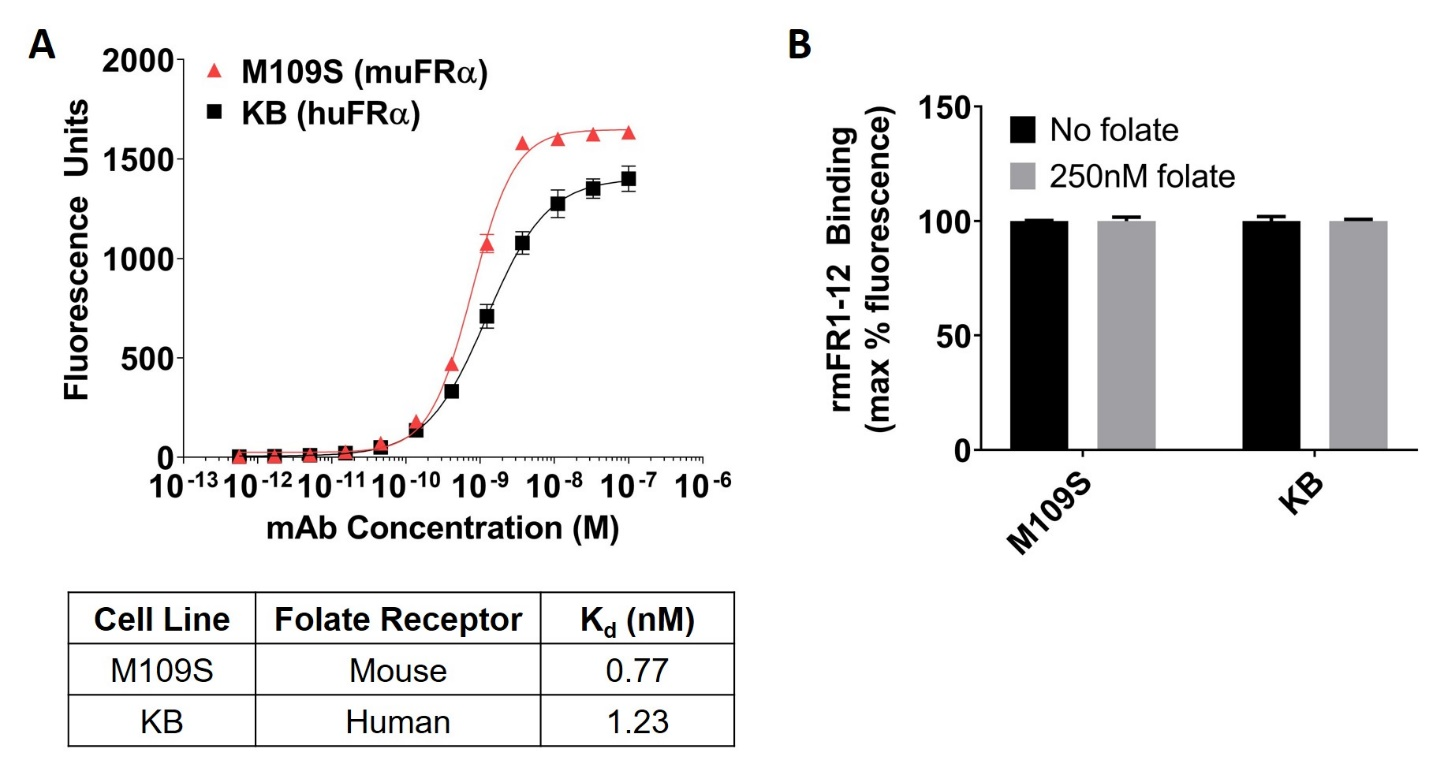 A
2000
1500
1000
500
0
Fluorescence Units
M109S (muFRα)
KB (huFRα)
10-13 10-12 10-11 10-10 10-9 10-8 10-7 10-6
mAb Concentration (M)
Cell Line Folate Receptor Kd (nM)
M109S Mouse 0.77
KB Human 1.23
B
150
100
50
0
rmFR1-12 Binding
(max % fluorescence)
No folate
250nM folate
M109S
KB